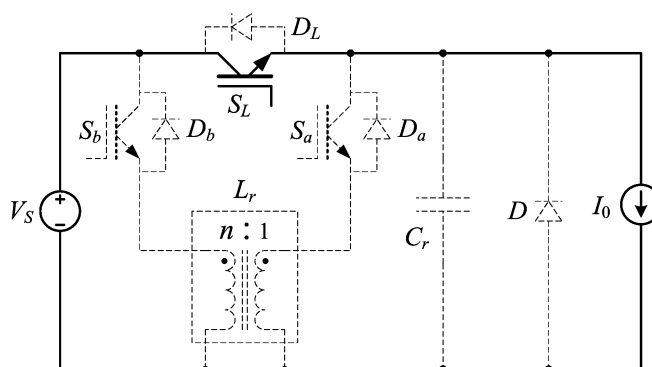 D_L
S_L
S_b
D_b
S_a
D_a
L_r
n : 1
V_S
+
−
C_r
D
I_0